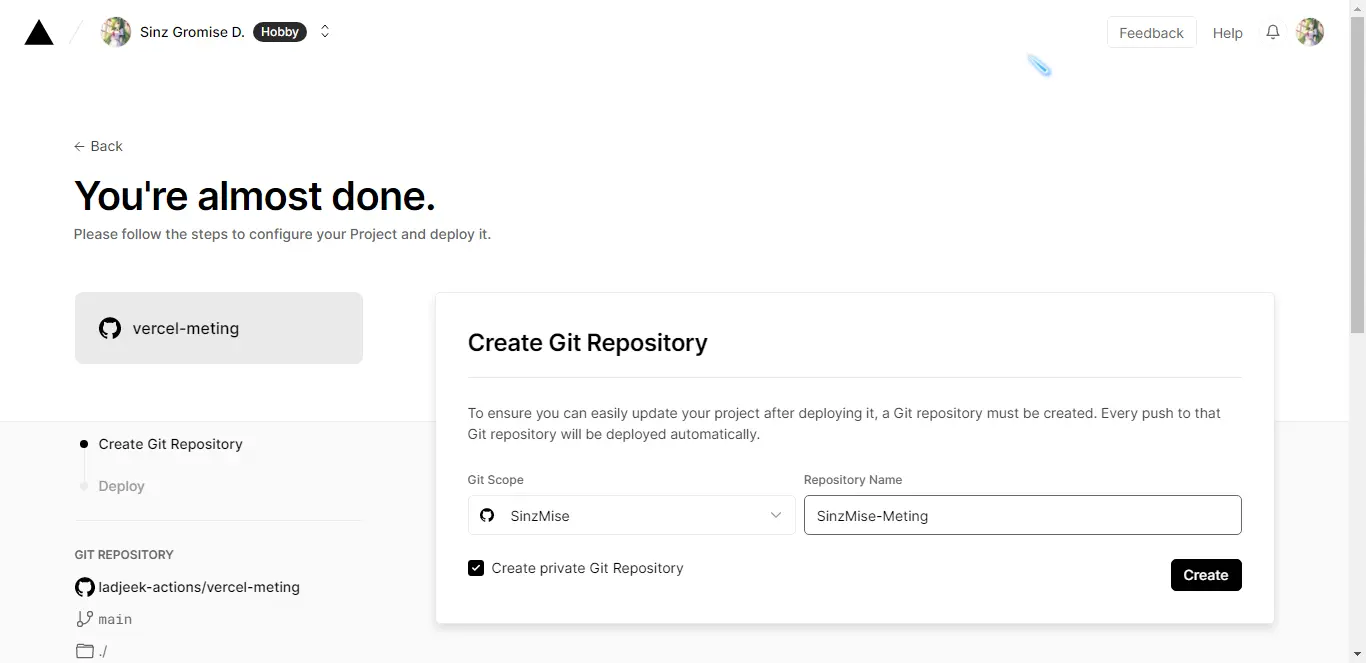 Sinz Gromise D. Hobby
Feedback Help
← Back
You're almost done.
Please follow the steps to configure your Project and deploy it.
vercel-meting
Create Git Repository
Deploy
GIT REPOSITORY
ladjeek-actions/vercel-meting
main
./
Create Git Repository
To ensure you can easily update your project after deploying it, a Git repository must be created. Every push to that
Git repository will be deployed automatically.
Git Scope
SinzMise
Repository Name
SinzMise-Meting
Create private Git Repository
Create